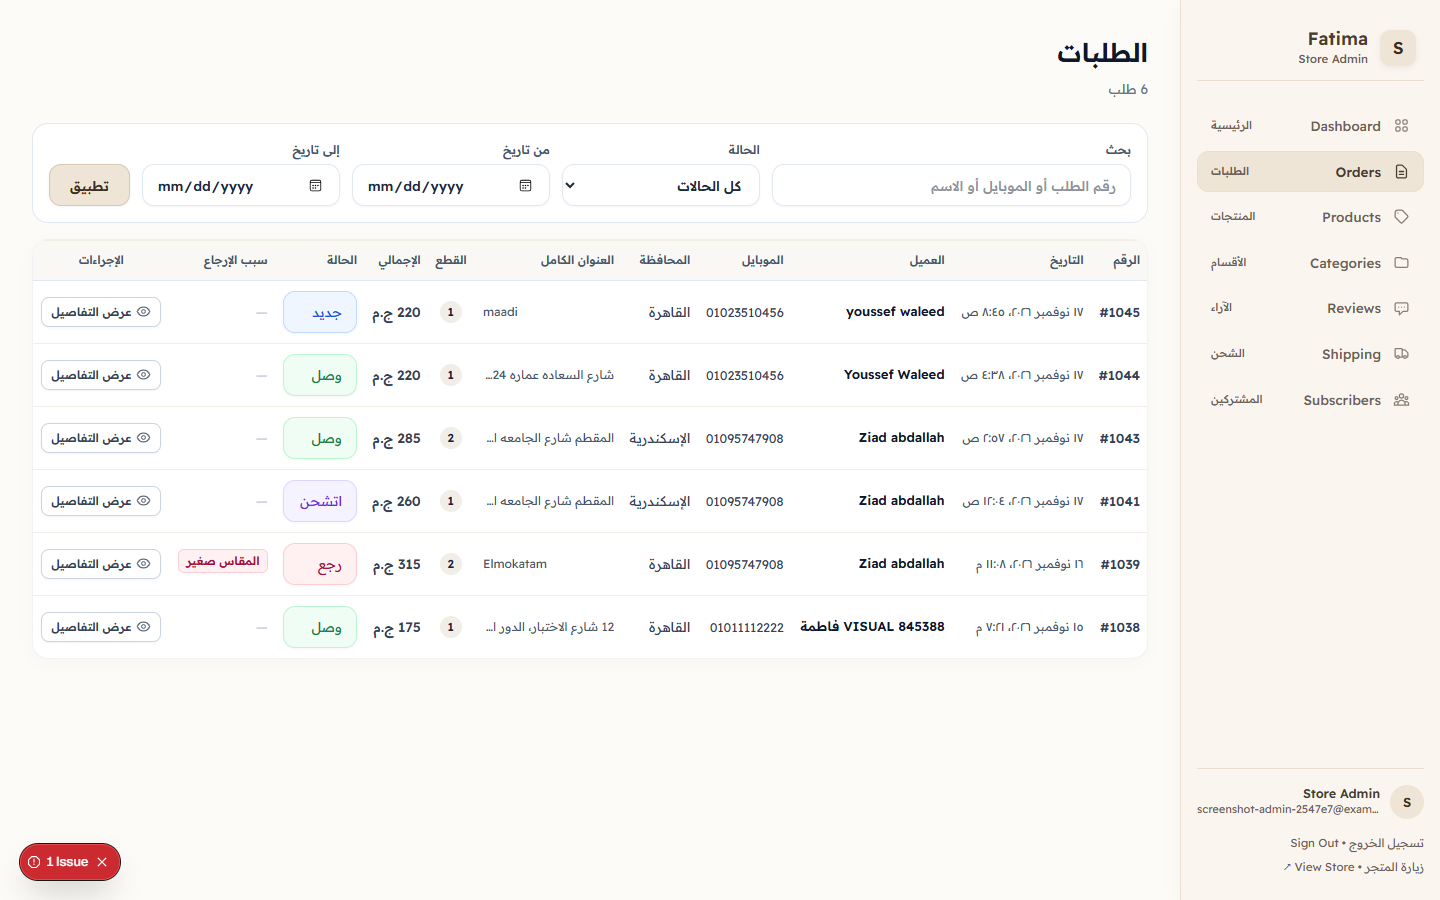 S
Fatima
Store Admin
Dashboard الرئيسية
Orders الطلبات
Products المنتجات
Categories الأقسام
Reviews الآراء
Shipping الشحن
Subscribers المشتركين
S
Store Admin
screenshot-admin-2547e7@exam...
تسجيل الخروج • Sign Out
زيارة المتجر • View Store ↗
الطلبات
6 طلب
بحث
رقم الطلب أو الموبايل أو الاسم
الحالة
كل الحالات
من تاريخ
mm/dd/yyyy
إلى تاريخ
mm/dd/yyyy
تطبيق
الرقم التاريخ العميل الموبايل المحافظة العنوان الكامل القطع الإجمالي الحالة سبب الإرجاع الإجراءات
#1045 ١٧ نوفمبر ٢٠٢٦، ٨:٤٥ ص youssef waleed 01023510456 القاهرة maadi 1 220 ج.م جديد — عرض التفاصيل
#1044 ١٧ نوفمبر ٢٠٢٦، ٤:٣٨ ص Youssef Waleed 01023510456 القاهرة شارع السعاده عماره 24... 1 220 ج.م وصل — عرض التفاصيل
#1043 ١٧ نوفمبر ٢٠٢٦، ٢:٥٧ ص Ziad abdallah 01095747908 الإسكندرية المقطم شارع الجامعه ا... 2 285 ج.م وصل — عرض التفاصيل
#1041 ١٧ نوفمبر ٢٠٢٦، ١٢:٠٤ ص Ziad abdallah 01095747908 الإسكندرية المقطم شارع الجامعه ا... 1 260 ج.م اتشحن — عرض التفاصيل
#1039 ١٦ نوفمبر ٢٠٢٦، ١١:٠٨ م Ziad abdallah 01095747908 القاهرة Elmokatam 2 315 ج.م رجع المقاس صغير عرض التفاصيل
#1038 ١٥ نوفمبر ٢٠٢٦، ٧:٢١ م فاطمة VISUAL 845388 01011112222 القاهرة 12 شارع الاختبار، الدور ا... 1 175 ج.م وصل — عرض التفاصيل
1 Issue